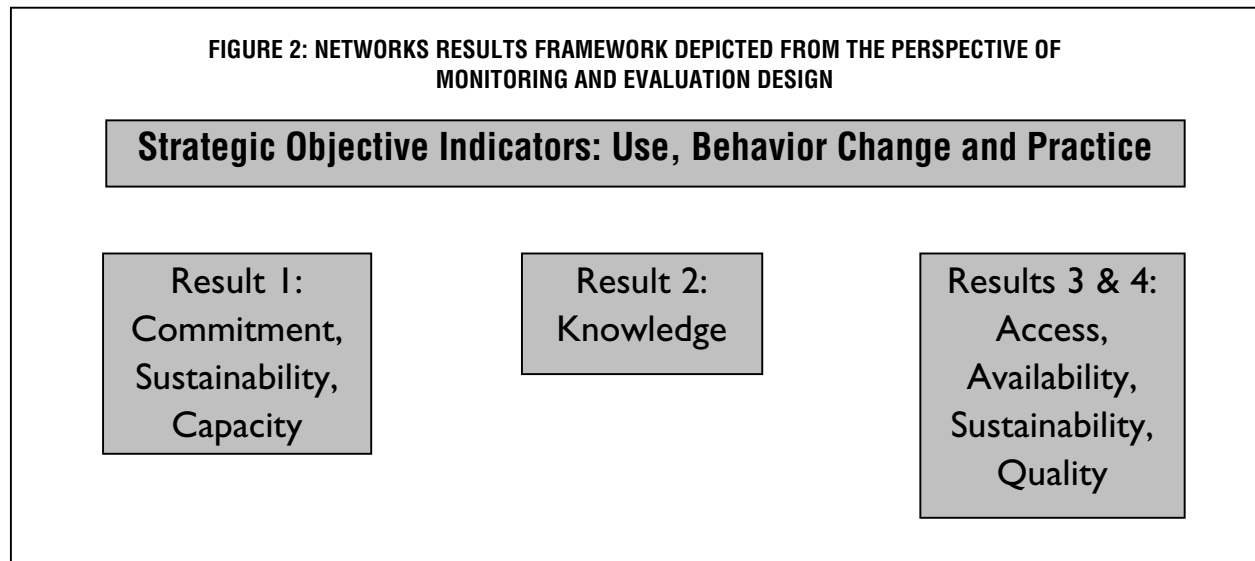 FIGURE 2: NETWORKS RESULTS FRAMEWORK DEPICTED FROM THE PERSPECTIVE OF
MONITORING AND EVALUATION DESIGN
Strategic Objective Indicators: Use, Behavior Change and Practice
Result 1:
Commitment,
Sustainability,
Capacity
Result 2:
Knowledge
Results 3 & 4:
Access,
Availability,
Sustainability,
Quality